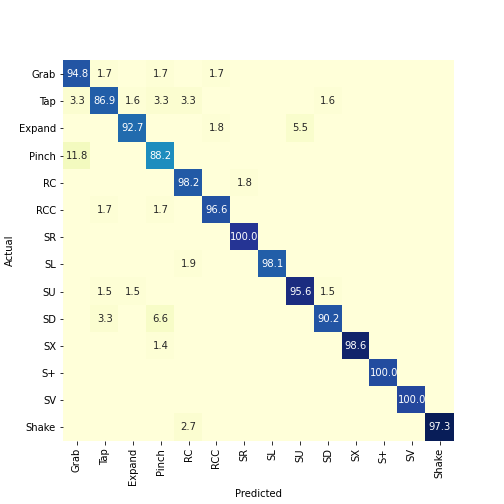 Grab 94.8 1.7 1.7 1.7
Tap 3.3 86.9 1.6 3.3 3.3 1.6
Expand 92.7 1.8 5.5
Pinch 11.8 88.2
RC 98.2 1.8
RCC 1.7 1.7 96.6
SR 100.0
SL 1.9 98.1
SU 1.5 1.5 95.6 1.5
SD 3.3 6.6 90.2
SX 1.4 98.6
S+ 100.0
SV 100.0
Shake 2.7 97.3
Actual
Grab Tap Expand Pinch RC RCC SR SL SU SD SX S+ SV Shake
Predicted